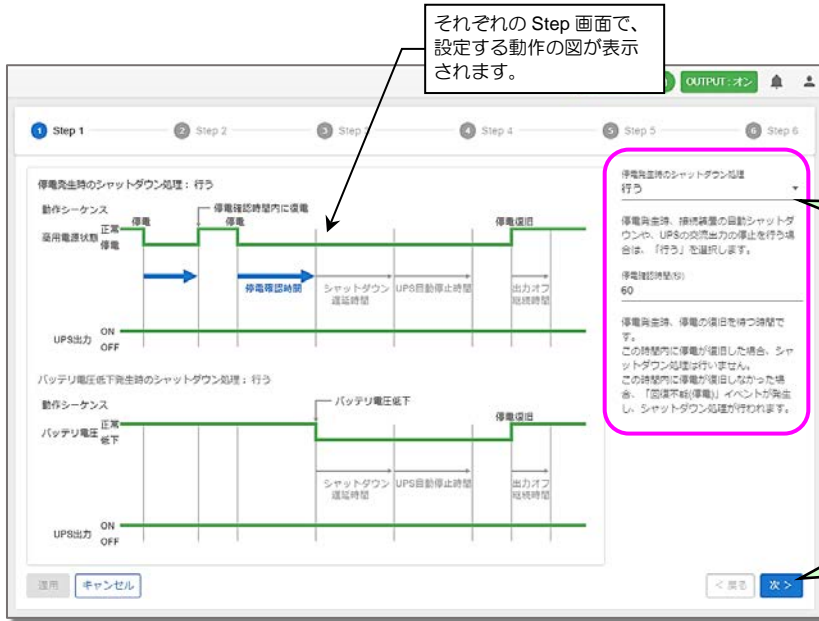 それぞれの Step 画面で、
設定する動作の図が表示
されます。
OUTPUT : オン
1 Step 1
2 Step 2
3 Step
4 Step 4
5 Step 5
6 Step 6
停電発生時のシャットダウン処理 : 行う
動作シーケンス
停電確認時間内に復電
停電
停電
停電復旧
商用電源状態
正常
停電
停電確認時間
シャットダウン
遅延時間
UPS自動停止時間
出力オフ
継続時間
UPS出力
ON
OFF
バッテリ電圧低下発生時のシャットダウン処理 : 行う
動作シーケンス
バッテリ電圧低下
停電復旧
バッテリ電圧
正常
低下
シャットダウン
遅延時間
UPS自動停止時間
出力オフ
継続時間
UPS出力
ON
OFF
停電発生時のシャットダウン処理
行う
停電発生時、接続装置の自動シャットダ
ウンや、UPSの交流出力の停止を行う場
合は、「行う」を選択します。
停電確認時間(秒)
60
停電発生時、停電の復旧を待つ時間で
す。
この時間内に停電が復旧した場合、シャ
ットダウン処理は行いません。
この時間内に停電が復旧しなかった場
合、「回復不能(停電)」イベントが発生
し、シャットダウン処理が行われます。
適用
キャンセル
< 戻る
次 >